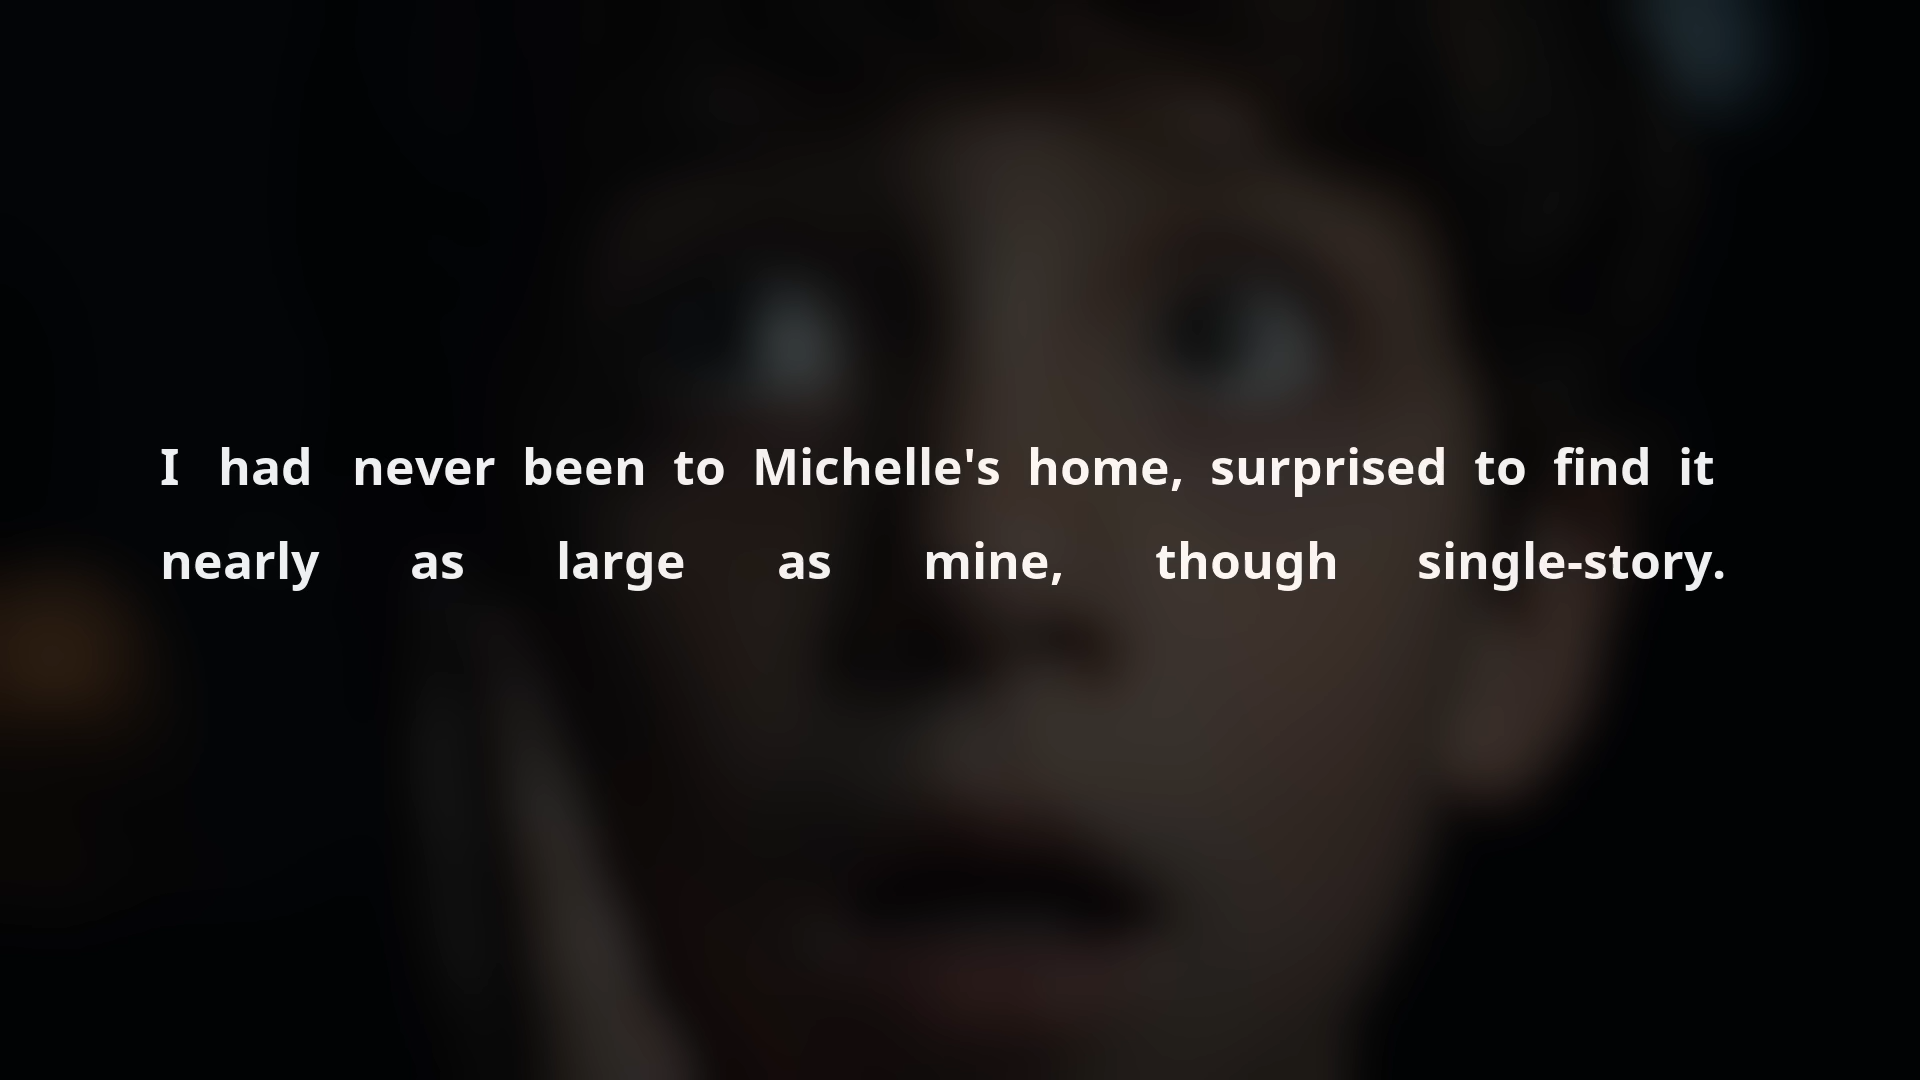 I had never been to Michelle's home, surprised to find it
nearly as large as mine, though single-story.